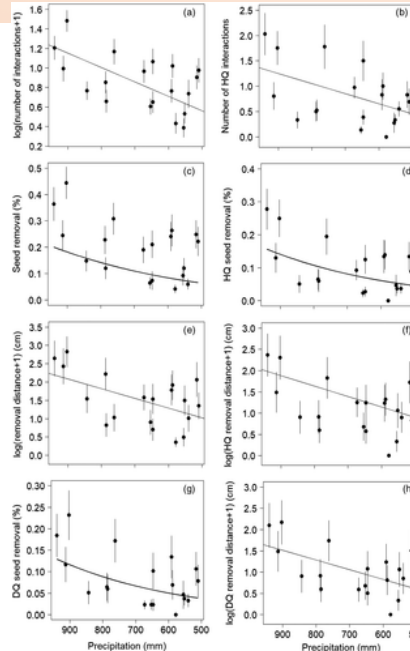 (a)
log(number of interactions+1)
1.6
1.4
1.2
1.0
0.8
0.6
0.4
0.2
(b)
Number of HQ interactions
2.5
2.0
1.5
1.0
0.5
0.0
(c)
Seed removal (%)
0.5
0.4
0.3
0.2
0.1
0.0
(d)
HQ seed removal (%)
0.4
0.3
0.2
0.1
0.0
(e)
log(removal distance+1) (cm)
3.5
3.0
2.5
2.0
1.5
1.0
0.5
0.0
(f)
log(HQ removal distance+1) (cm)
3.0
2.5
2.0
1.5
1.0
0.5
0.0
(g)
DQ seed removal (%)
0.30
0.25
0.20
0.15
0.10
0.05
0.00
900 800 700 600 500
Precipitation (mm)
(h)
log(DQ removal distance+1) (cm)
3.0
2.5
2.0
1.5
1.0
0.5
0.0
900 800 700 600
Precipitation (mm)